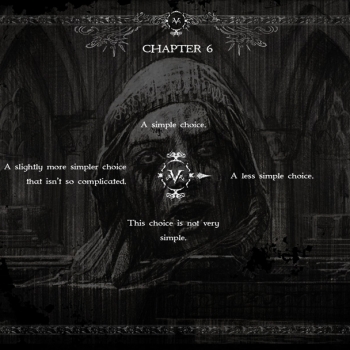 CHAPTER 6
A simple choice.
A slightly more simpler choice
that isn't so complicated.
A less simple choice.
This choice is not very
simple.